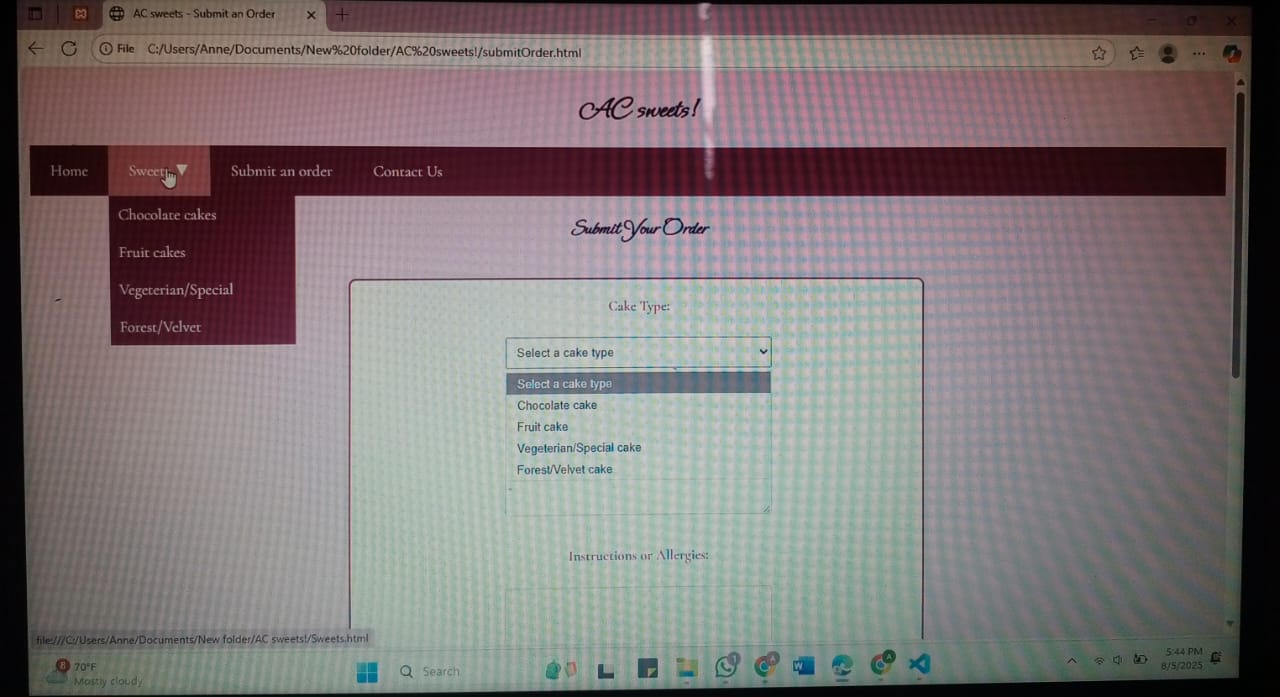 AC sweets - Submit an Order
File C:/Users/Anne/Documents/New%20folder/AC%20sweets!/submitOrder.html
AC sweets!
Home Sweets ▼ Submit an order Contact Us
Chocolate cakes
Fruit cakes
Vegeterian/Special
Forest/Velvet
Submit Your Order
Cake Type:
Select a cake type
Select a cake type
Chocolate cake
Fruit cake
Vegeterian/Special cake
Forest/Velvet cake
Instructions or Allergies:
file:///C:/Users/Anne/Documents/New folder/AC sweets!/Sweets.html
8 70°F
Mostly cloudy
Search
1 A W A
5:44 PM
8/5/2025